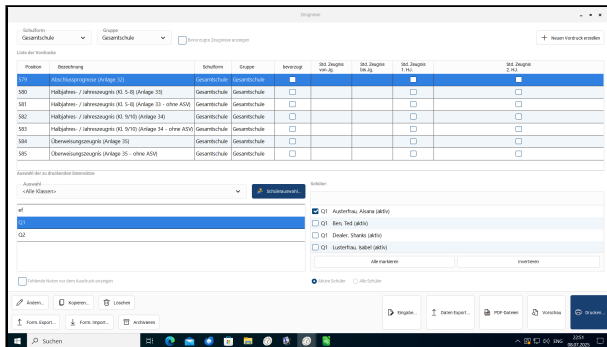 Zeugnisse
Schulform
Gesamtschule
Gruppe
Gesamtschule
Bevorzugte Zeugnisse anzeigen
Neuen Vordruck erstellen
Liste der Vordrucke
Position Bezeichnung Schulform Gruppe bevorzugt Std. Zeugnis von Jg. Std. Zeugnis bis Jg. Std. Zeugnis 1. HJ. Std. Zeugnis 2. HJ.
579 Abschlussprognose (Anlage 32) Gesamtschule Gesamtschule
580 Halbjahres- / Jahreszeugnis (Kl. 5-8) (Anlage 33) Gesamtschule Gesamtschule
581 Halbjahres- / Jahreszeugnis (Kl. 5-8) (Anlage 33 - ohne ASV) Gesamtschule Gesamtschule
582 Halbjahres- / Jahreszeugnis (Kl. 9/10) (Anlage 34) Gesamtschule Gesamtschule
583 Halbjahres- / Jahreszeugnis (Kl. 9/10) (Anlage 34 - ohne ASV) Gesamtschule Gesamtschule
584 Überweisungszeugnis (Anlage 35) Gesamtschule Gesamtschule
585 Überweisungszeugnis (Anlage 35 - ohne ASV) Gesamtschule Gesamtschule
Auswahl der zu druckenden Datensätze
Auswahl
<Alle Klassen>
Schülerauswahl...
Schüler
ef
Q1
Q2
Q1 Austerfrau, Alsana (aktiv)
Q1 Ben, Ted (aktiv)
Q1 Dealer, Shanks (aktiv)
Q1 Lusterfrau, Isabel (aktiv)
Alle markieren
Invertieren
Fehlende Noten vor dem Ausdruck anzeigen
Aktive Schüler
Alle Schüler
Ändern...
Kopieren...
Löschen
Form. Export...
Form. Import...
Archivieren
Eingabe...
Daten Export...
PDF-Dateien
Vorschau
Drucken...
Suchen
ENG
22:51
08.07.2025